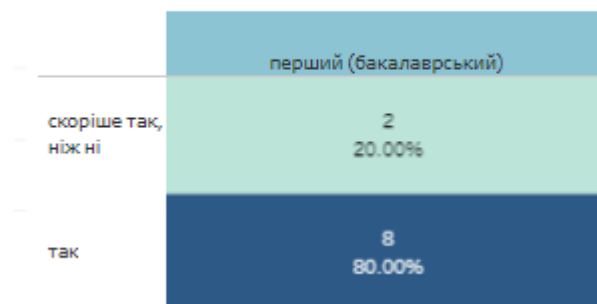 перший (бакалаврський)
скоріше так,
ніж ні
2
20.00%
так
8
80.00%